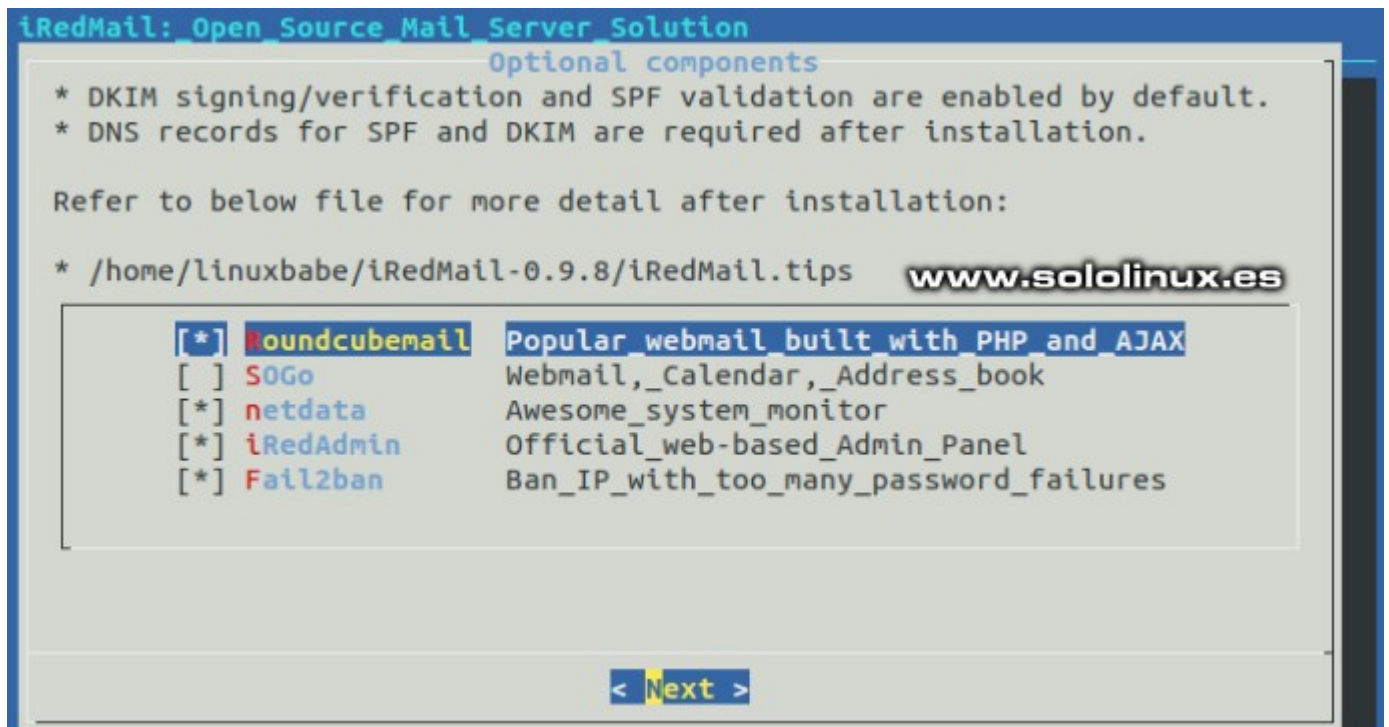 iRedMail:_Open_Source_Mail_Server_Solution
Optional components
* DKIM signing/verification and SPF validation are enabled by default.
* DNS records for SPF and DKIM are required after installation.
Refer to below file for more detail after installation:
* /home/linuxbabe/iRedMail-0.9.8/iRedMail.tips www.sololinux.es
[*] Roundcubemail Popular_webmail_built_with_PHP_and_AJAX
[ ] SOGo Webmail,_Calendar,_Address_book
[*] netdata Awesome_system_monitor
[*] iRedAdmin Official_web-based_Admin_Panel
[*] Fail2ban Ban_IP_with_too_many_password_failures
< Next >